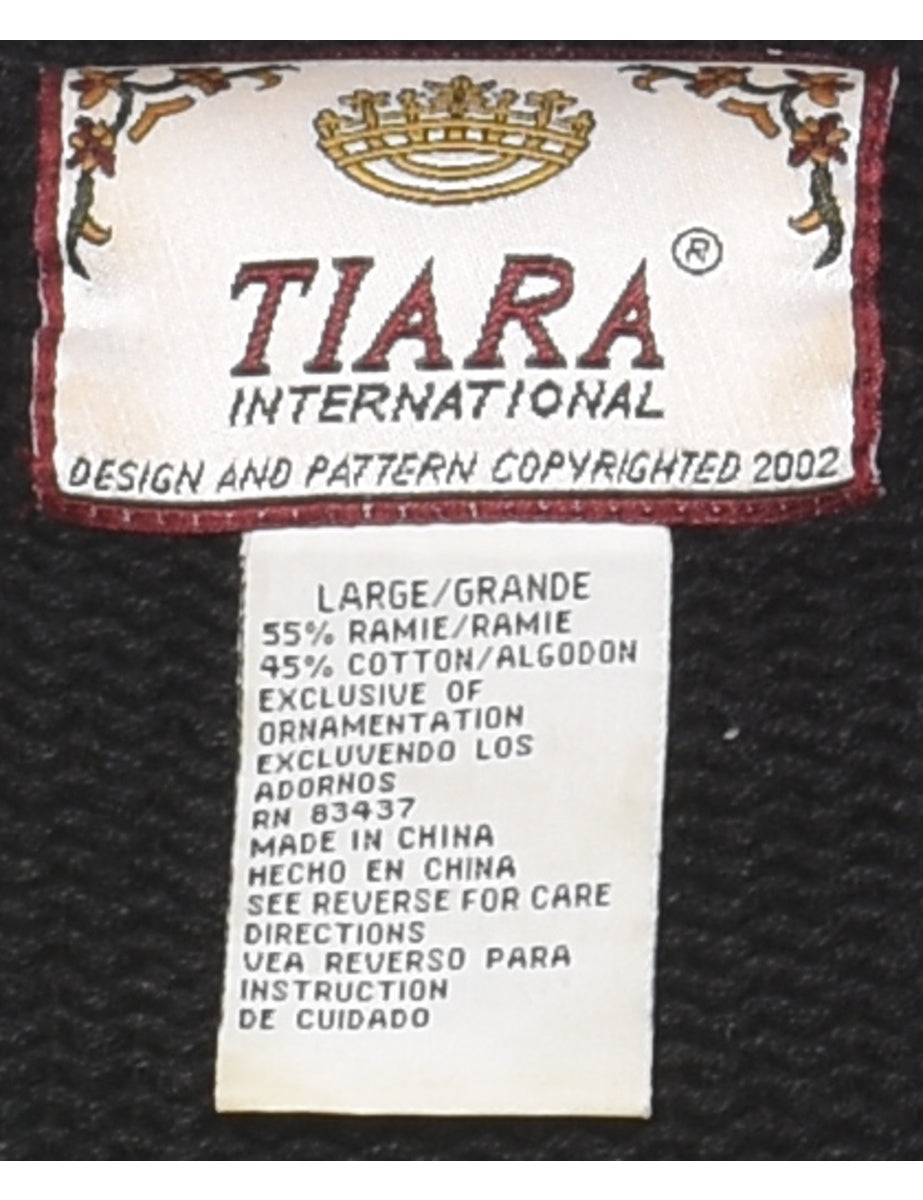 TIARA ®
INTERNATIONAL
DESIGN AND PATTERN COPYRIGHTED 2002
LARGE/GRANDE
55% RAMIE/RAMIE
45% COTTON/ALGODON
EXCLUSIVE OF
ORNAMENTATION
EXCLUVENDO LOS
ADORNOS
RN 83437
MADE IN CHINA
HECHO EN CHINA
SEE REVERSE FOR CARE
DIRECTIONS
VEA REVERSO PARA
INSTRUCTION
DE CUIDADO